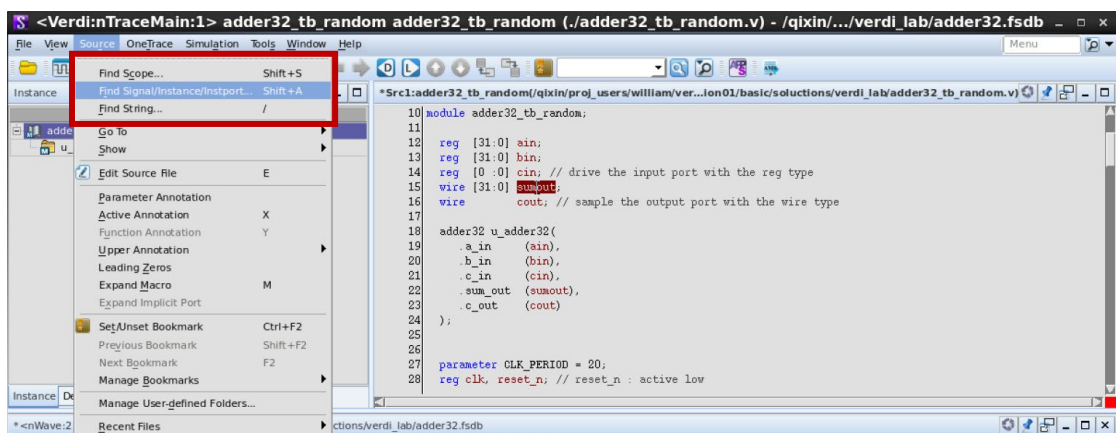 <Verdi:nTraceMain:1> adder32_tb_random adder32_tb_random (./adder32_tb_random.v) - /qixin/.../verdi_lab/adder32.fsdb
File View Source OneTrace Simulation Tools Window Help
Menu
Find Scope... Shift+S
Find Signal/Instance/Instport... Shift+A
Find String... /
Go To
Show
Edit Source File E
Parameter Annotation
Active Annotation X
Function Annotation Y
Upper Annotation
Leading Zeros
Expand Macro M
Expand Implicit Port
Set/Unset Bookmark Ctrl+F2
Previous Bookmark Shift+F2
Next Bookmark F2
Manage Bookmarks
Manage User-defined Folders...
Recent Files
Instance
adde
u_
Instance De
*Src1:adder32_tb_random(/qixin/proj_users/william/ver...ion01/basic/soluctions/verdi_lab/adder32_tb_random.v)
10 module adder32_tb_random;
11
12 reg [31:0] ain;
13 reg [31:0] bin;
14 reg [0 :0] cin; // drive the input port with the reg type
15 wire [31:0] sumout;
16 wire cout; // sample the output port with the wire type
17
18 adder32 u_adder32(
19 .a_in (ain),
20 .b_in (bin),
21 .c_in (cin),
22 .sum_out (sumout),
23 .c_out (cout)
24 );
25
26
27 parameter CLK_PERIOD = 20;
28 reg clk, reset_n; // reset_n : active low
*<nWave:2
ctions/verdi_lab/adder32.fsdb